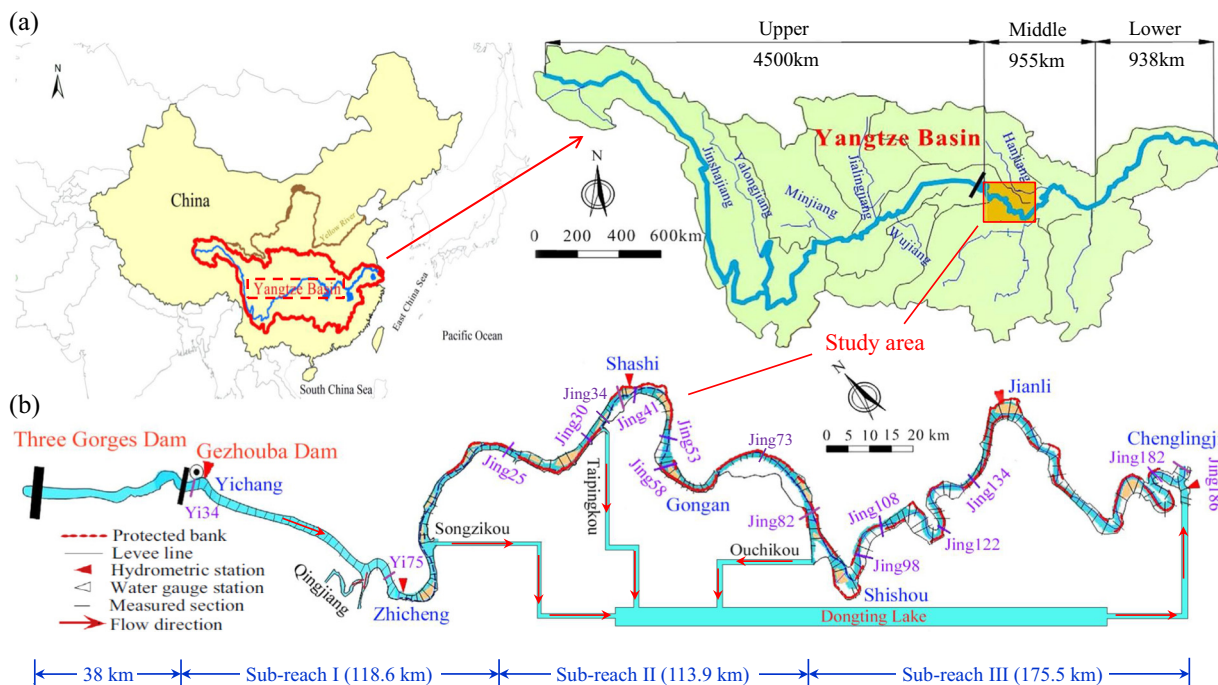 (a)
N
China
Yellow River
Yangtze Basin
East China Sea
Pacific Ocean
South China Sea
Upper
Middle
Lower
4500km
955km
938km
Yangtze Basin
Jinshajiang
Yalongjiang
Minjiang
Jialingjiang
Wujiang
Hanjiang
N
0 200 400 600km
Study area
(b)
Three Gorges Dam
Gezhouba Dam
Yichang
Yi34
Yi75
Qingjiang
Zhicheng
Songzikou
Jing25
Jing30
Jing34
Shashi
Jing41
Taipingkou
Jing53
Jing58
Gongan
Jing73
Jing82
Ouchikou
Shishou
Jing98
Jing108
Jing122
Jing134
Jianli
Chenglingj
Jing182
Jing186
Dongting Lake
N
0 5 10 15 20 km
Protected bank
Levee line
Hydrometric station
Water gauge station
Measured section
Flow direction
38 km
Sub-reach I (118.6 km)
Sub-reach II (113.9 km)
Sub-reach III (175.5 km)